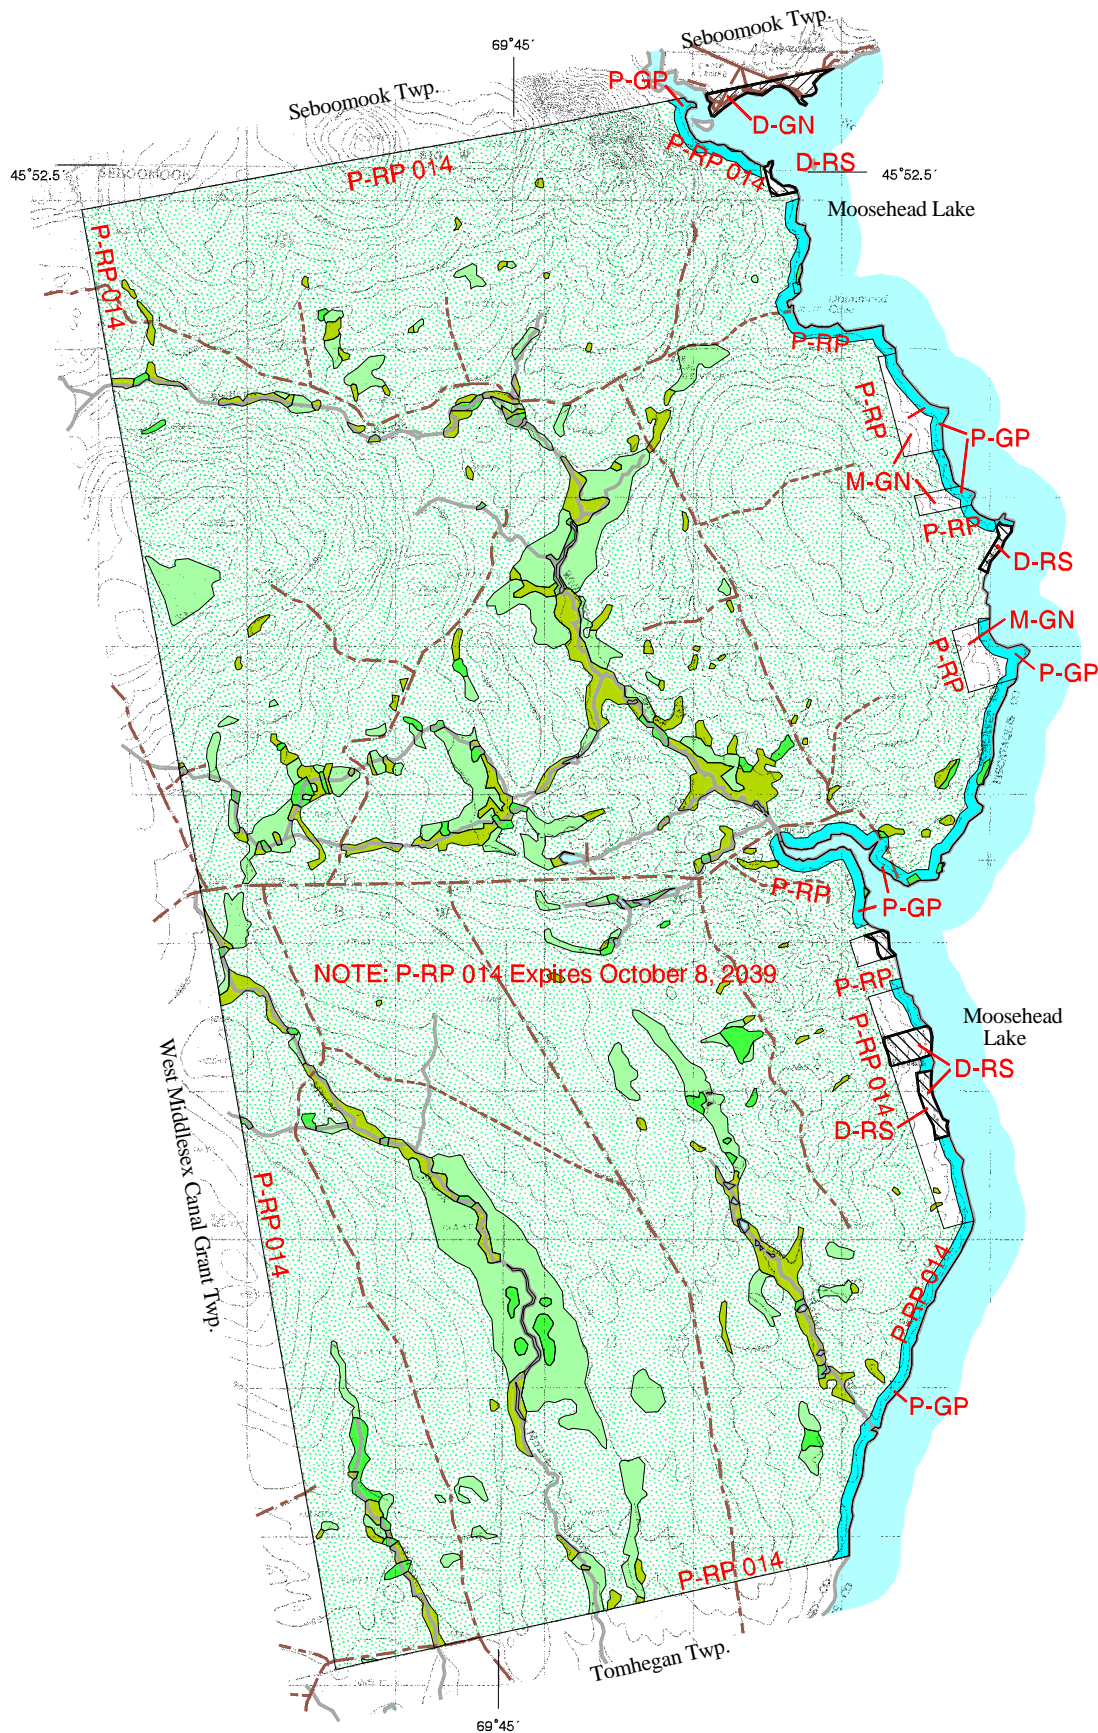 Seboomook Twp.
69°45′
Seboomook Twp.
P-GP
D-GN
P-RP 014
D-RS
45°52.5′
45°52.5′
SEBOOMOOK
P-RP 014
Moosehead Lake
P-RP 014
P-RP
P-RP
P-GP
M-GN
P-RP
D-RS
M-GN
P-RP
P-GP
P-RP
P-GP
NOTE: P-RP 014 Expires October 8, 2039
P-RP
Moosehead
Lake
P-RP 014
D-RS
D-RS
West Middlesex Canal Grant Twp.
P-RP 014
P-RP 014
P-GP
P-RP 014
Tomhegan Twp.
69°45′